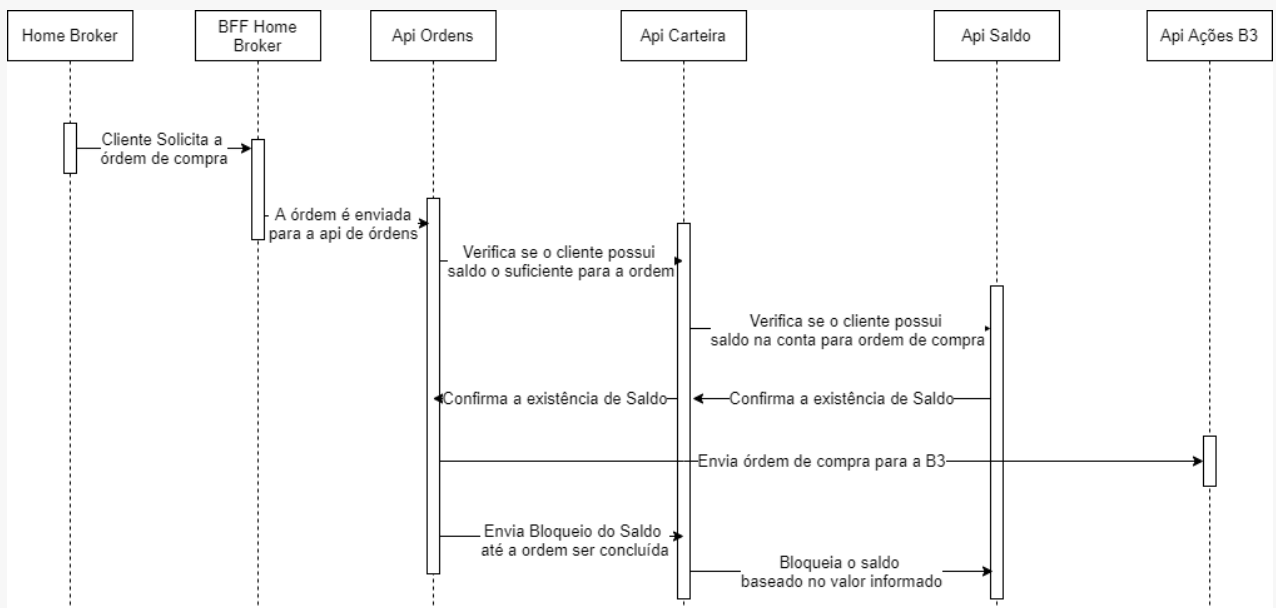 Home Broker
BFF Home
Broker
Api Ordens
Api Carteira
Api Saldo
Api Ações B3
Cliente Solicita a
órdem de compra
A órdem é enviada
para a api de órdens
Verifica se o cliente possui
saldo o suficiente para a ordem
Verifica se o cliente possui
saldo na conta para ordem de compra
Confirma a existência de Saldo
Confirma a existência de Saldo
Envia órdem de compra para a B3
Envia Bloqueio do Saldo
até a ordem ser concluída
Bloqueia o saldo
baseado no valor informado